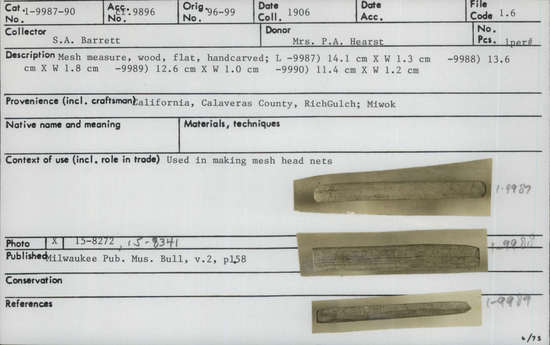 Cat. No. 1-9987-90 Acc. No. 9896 Orig. No. 96-99 Date Coll. 1906 Date Acc. File Code 1.6
Collector S.A. Barrett Donor Mrs. P.A. Hearst No. Pcs. 1per#
Description Mesh measure, wood, flat, handcarved; L -9987) 14.1 cm X W 1.3 cm -9988) 13.6
cm X W 1.8 cm -9989) 12.6 cm X W 1.0 cm -9990) 11.4 cm X W 1.2 cm
Provenience (incl. craftsman) California, Calaveras County, RichGulch; Miwok
Native name and meaning Materials, techniques
Context of use (incl. role in trade) Used in making mesh head nets
1-9987
Photo X 15-8272, 15-8341
1-9988
Published Milwaukee Pub. Mus. Bull, v.2, p158
Conservation
References
1-9989
6/75